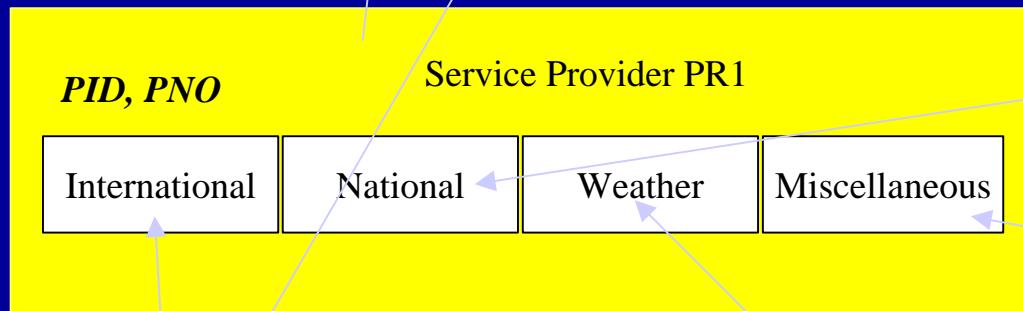 Service Provider PR1
PID, PNO
International National Weather Miscellaneous